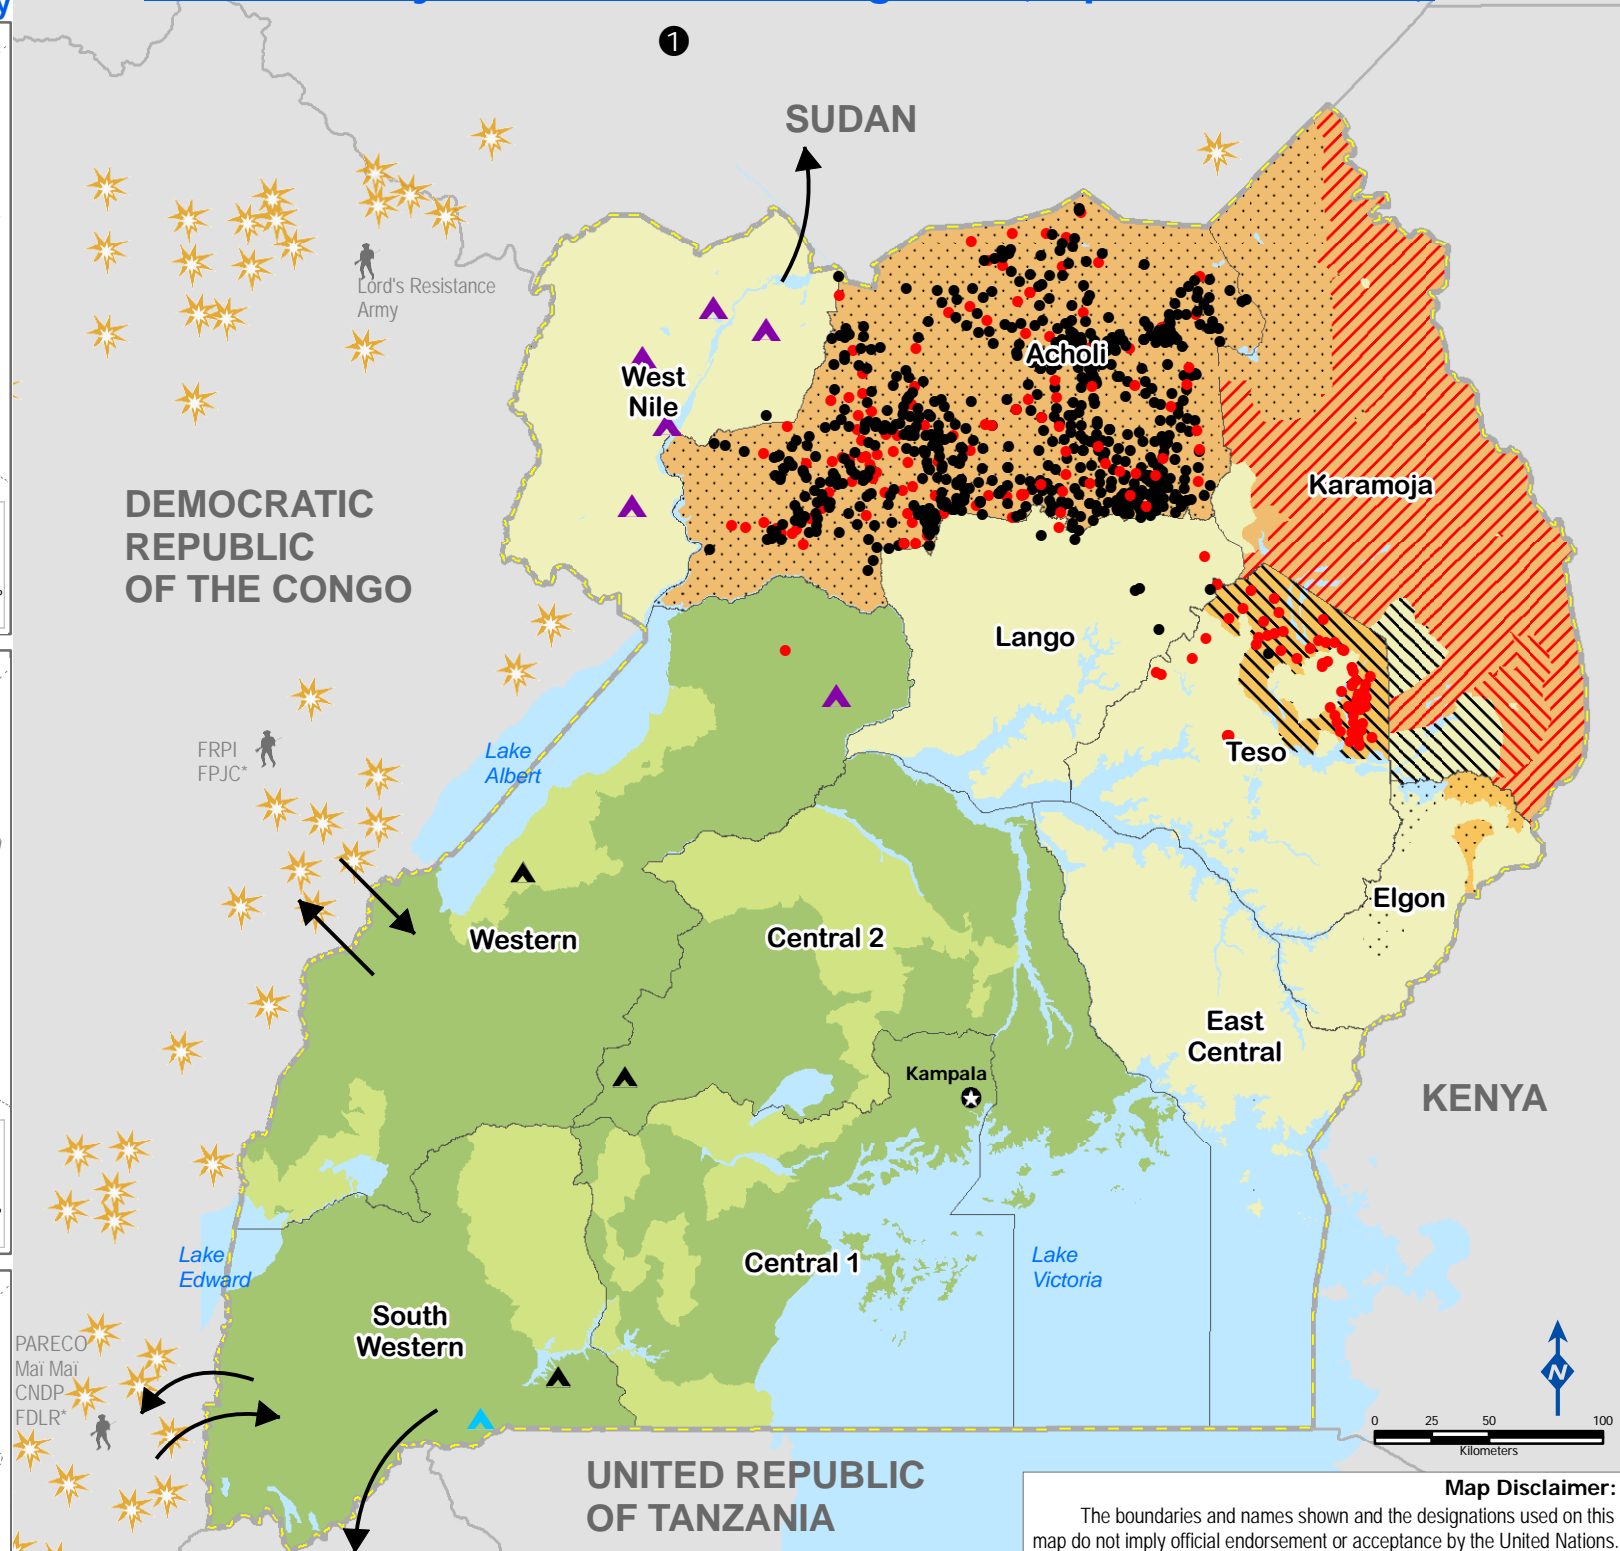 1
SUDAN
Lord's Resistance
Army
West
Nile
Acholi
Karamoja
DEMOCRATIC
REPUBLIC
OF THE CONGO
Lango
FRPI
FPJC*
Lake
Albert
Teso
Elgon
Western
Central 2
East
Central
Kampala
KENYA
Lake
Edward
Central 1
Lake
Victoria
South
Western
PARECO
Maï Maï
CNDP
FDLR*
N
0 25 50 100
Kilometers
UNITED REPUBLIC
OF TANZANIA
Map Disclaimer:
The boundaries and names shown and the designations used on this
map do not imply official endorsement or acceptance by the United Nations.